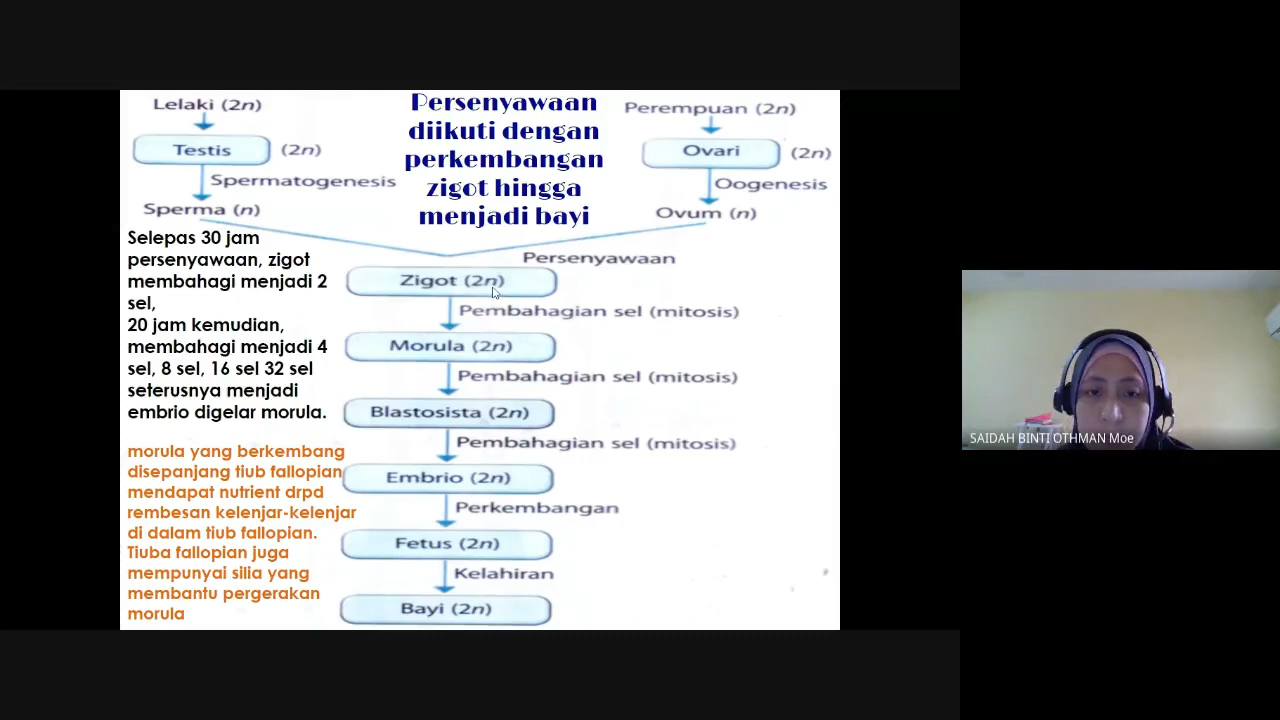 Lelaki (2n)
Testis
(2n)
Spermatogenesis
Sperma (n)
Persenyawaan
diikuti dengan
perkembangan
zigot hingga
menjadi bayi
Perempuan (2n)
Ovari
(2n)
Oogenesis
Ovum (n)
Persenyawaan
Selepas 30 jam
persenyawaan, zigot
membahagi menjadi 2
sel,
20 jam kemudian,
membahagi menjadi 4
sel, 8 sel, 16 sel 32 sel
seterusnya menjadi
embrio digelar morula.
morula yang berkembang
disepanjang tiub fallopian
mendapat nutrient drpd
rembesan kelenjar-kelenjar
di dalam tiub fallopian.
Tiuba fallopian juga
mempunyai silia yang
membantu pergerakan
morula
Zigot (2n)
Pembahagian sel (mitosis)
Morula (2n)
Pembahagian sel (mitosis)
Blastosista (2n)
Pembahagian sel (mitosis)
Embrio (2n)
Perkembangan
Fetus (2n)
Kelahiran
Bayi (2n)
SAIDAH BINTI OTHMAN Moe